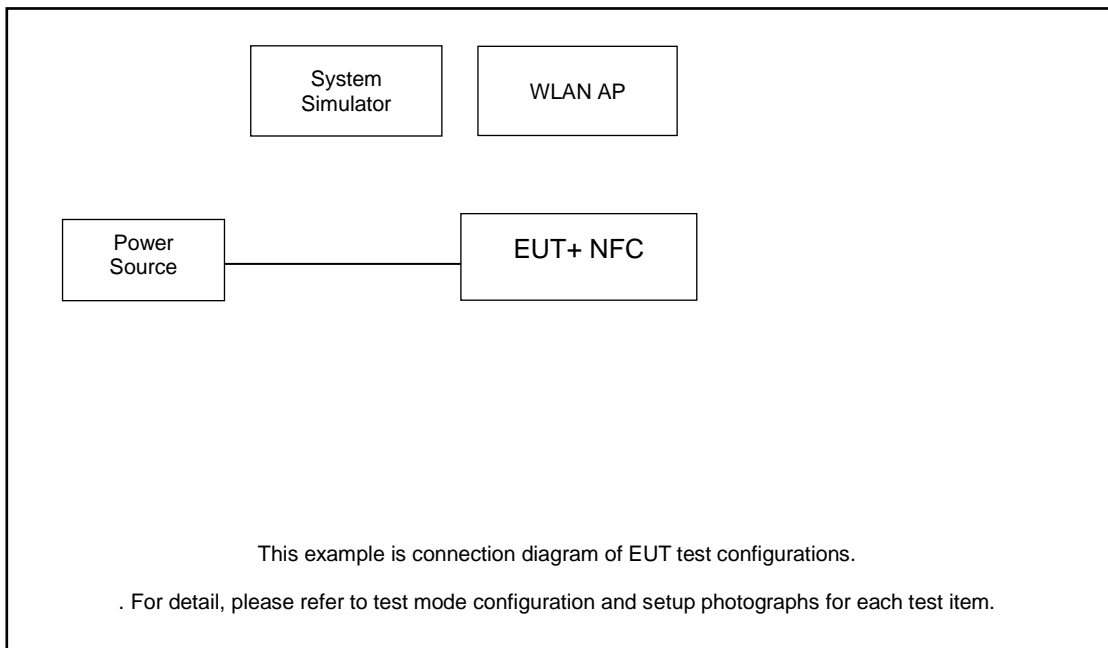 System
Simulator
WLAN AP
Power
Source
EUT+ NFC
This example is connection diagram of EUT test configurations.
. For detail, please refer to test mode configuration and setup photographs for each test item.